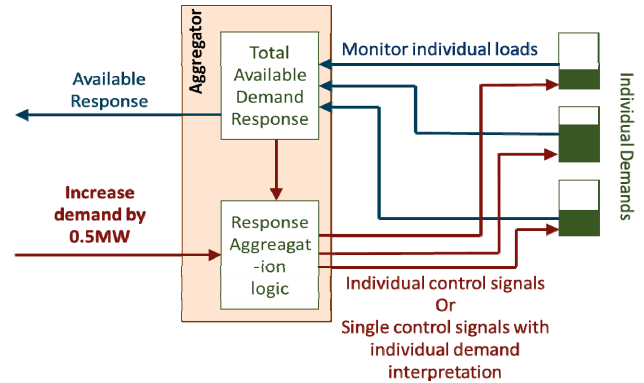 Aggregator
Total
Available
Demand
Response
Monitor individual loads
Available
Response
Individual Demands
Increase
demand by
0.5MW
Response
Aggreagat
-ion
logic
Individual control signals
Or
Single control signals with
individual demand
interpretation